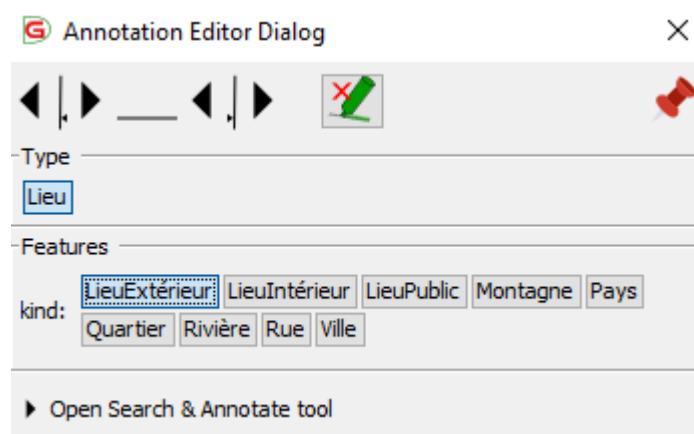 Annotation Editor Dialog
Type
Lieu
Features
kind: LieuExtérieur LieuIntérieur LieuPublic Montagne Pays
Quartier Rivière Rue Ville
Open Search & Annotate tool